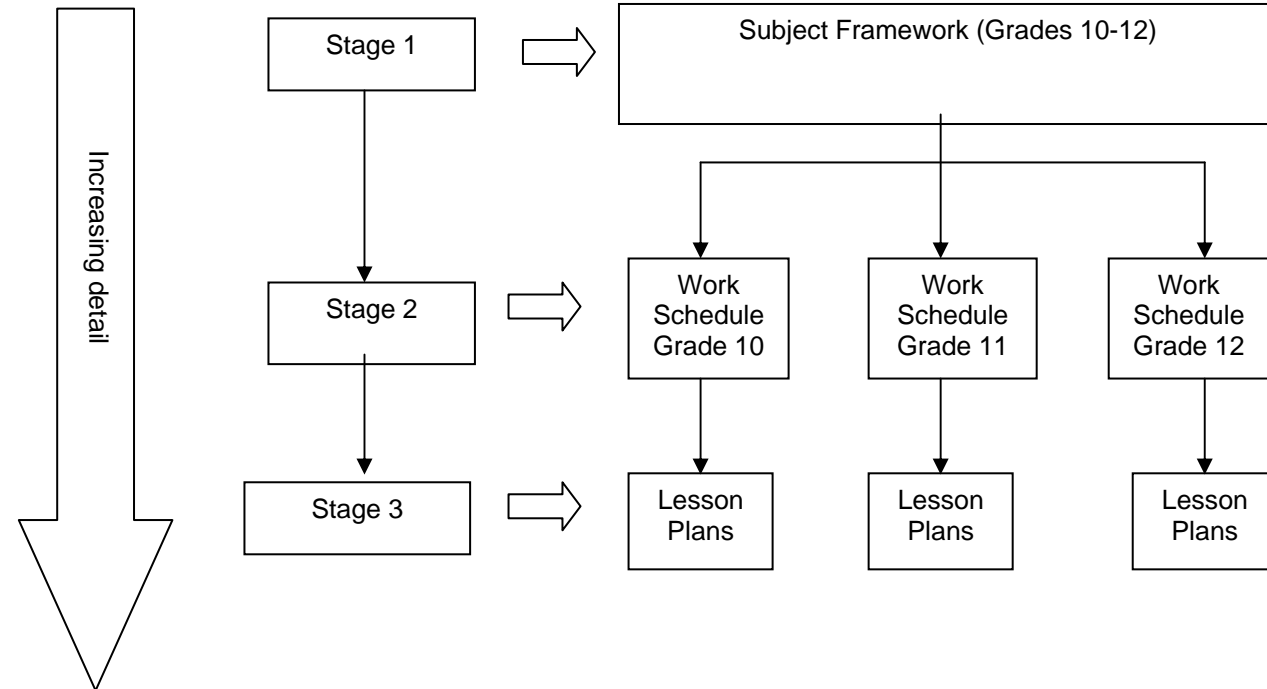 Stage 1
Subject Framework (Grades 10-12)
Increasing detail
Stage 2
Work
Schedule
Grade 10
Work
Schedule
Grade 11
Work
Schedule
Grade 12
Stage 3
Lesson
Plans
Lesson
Plans
Lesson
Plans